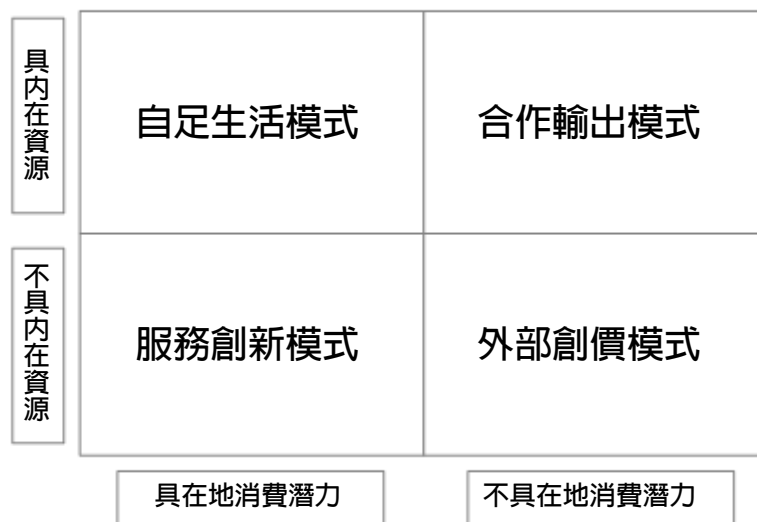 具內在資源
自足生活模式
合作輸出模式
不具內在資源
服務創新模式
外部創價模式
具在地消費潛力
不具在地消費潛力